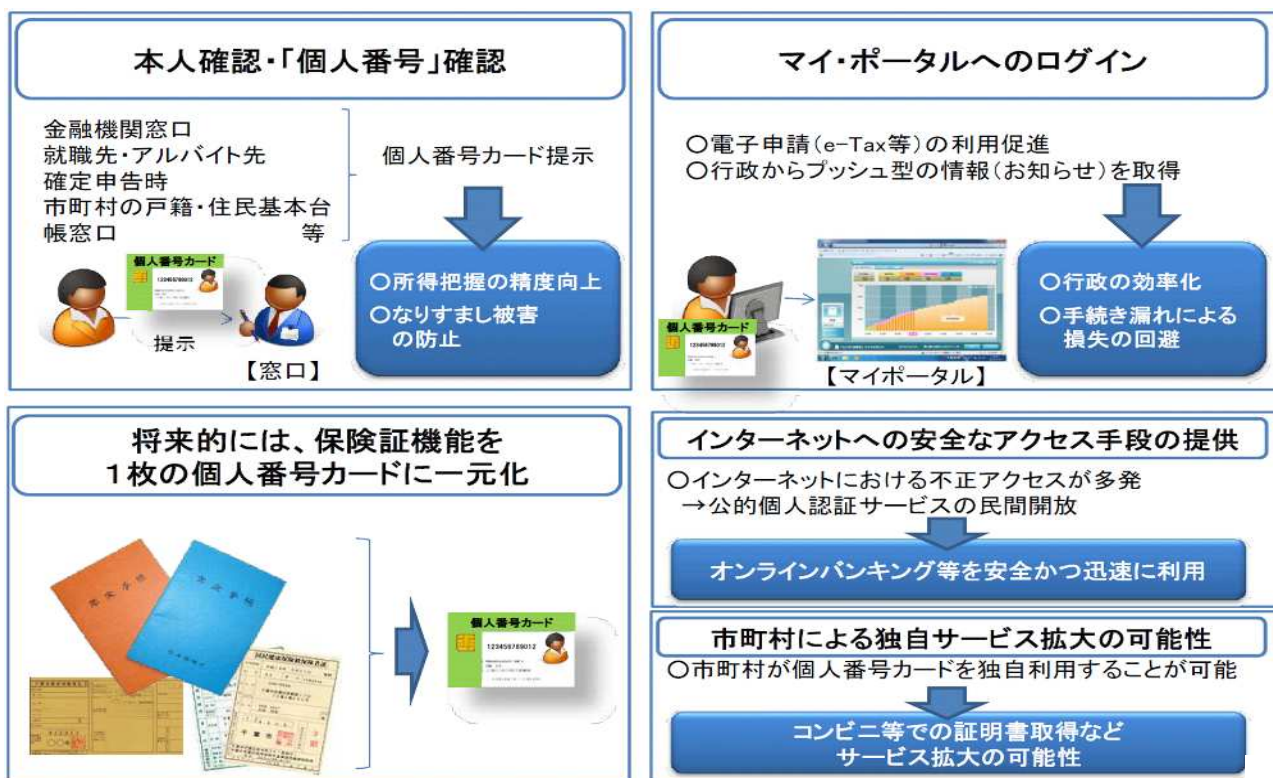 本人確認・「個人番号」確認
金融機関窓口
就職先・アルバイト先
確定申告時
市町村の戸籍・住民基本台
帳窓口 等
個人番号カード提示
個人番号カード
123456789012
提示
【窓口】
○所得把握の精度向上
○なりすまし被害
の防止
マイ・ポータルへのログイン
○電子申請(e-Tax等)の利用促進
○行政からプッシュ型の情報(お知らせ)を取得
個人番号カード
123456789012
【マイポータル】
○行政の効率化
○手続き漏れによる
損失の回避
将来的には、保険証機能を
1枚の個人番号カードに一元化
年金手帳
年金手帳
個人番号カード
123456789012
インターネットへの安全なアクセス手段の提供
○インターネットにおける不正アクセスが多発
→公的個人認証サービスの民間開放
オンラインバンキング等を安全かつ迅速に利用
市町村による独自サービス拡大の可能性
○市町村が個人番号カードを独自利用することが可能
コンビニ等での証明書取得など
サービス拡大の可能性